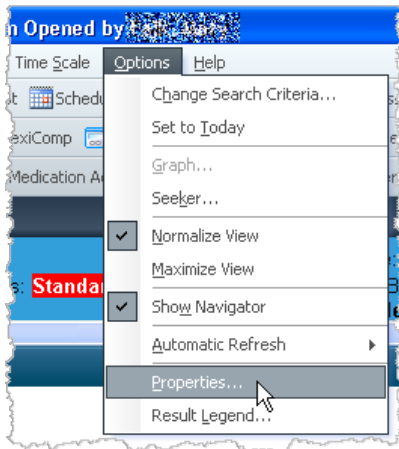 n Opened by
Time Scale Options Help
Change Search Criteria...
Schedu
Set to Today
exiComp
Graph...
Medication A
Seeker...
Normalize View
Maximize View
s: Standa
Show Navigator
Automatic Refresh
Properties...
Result Legend...